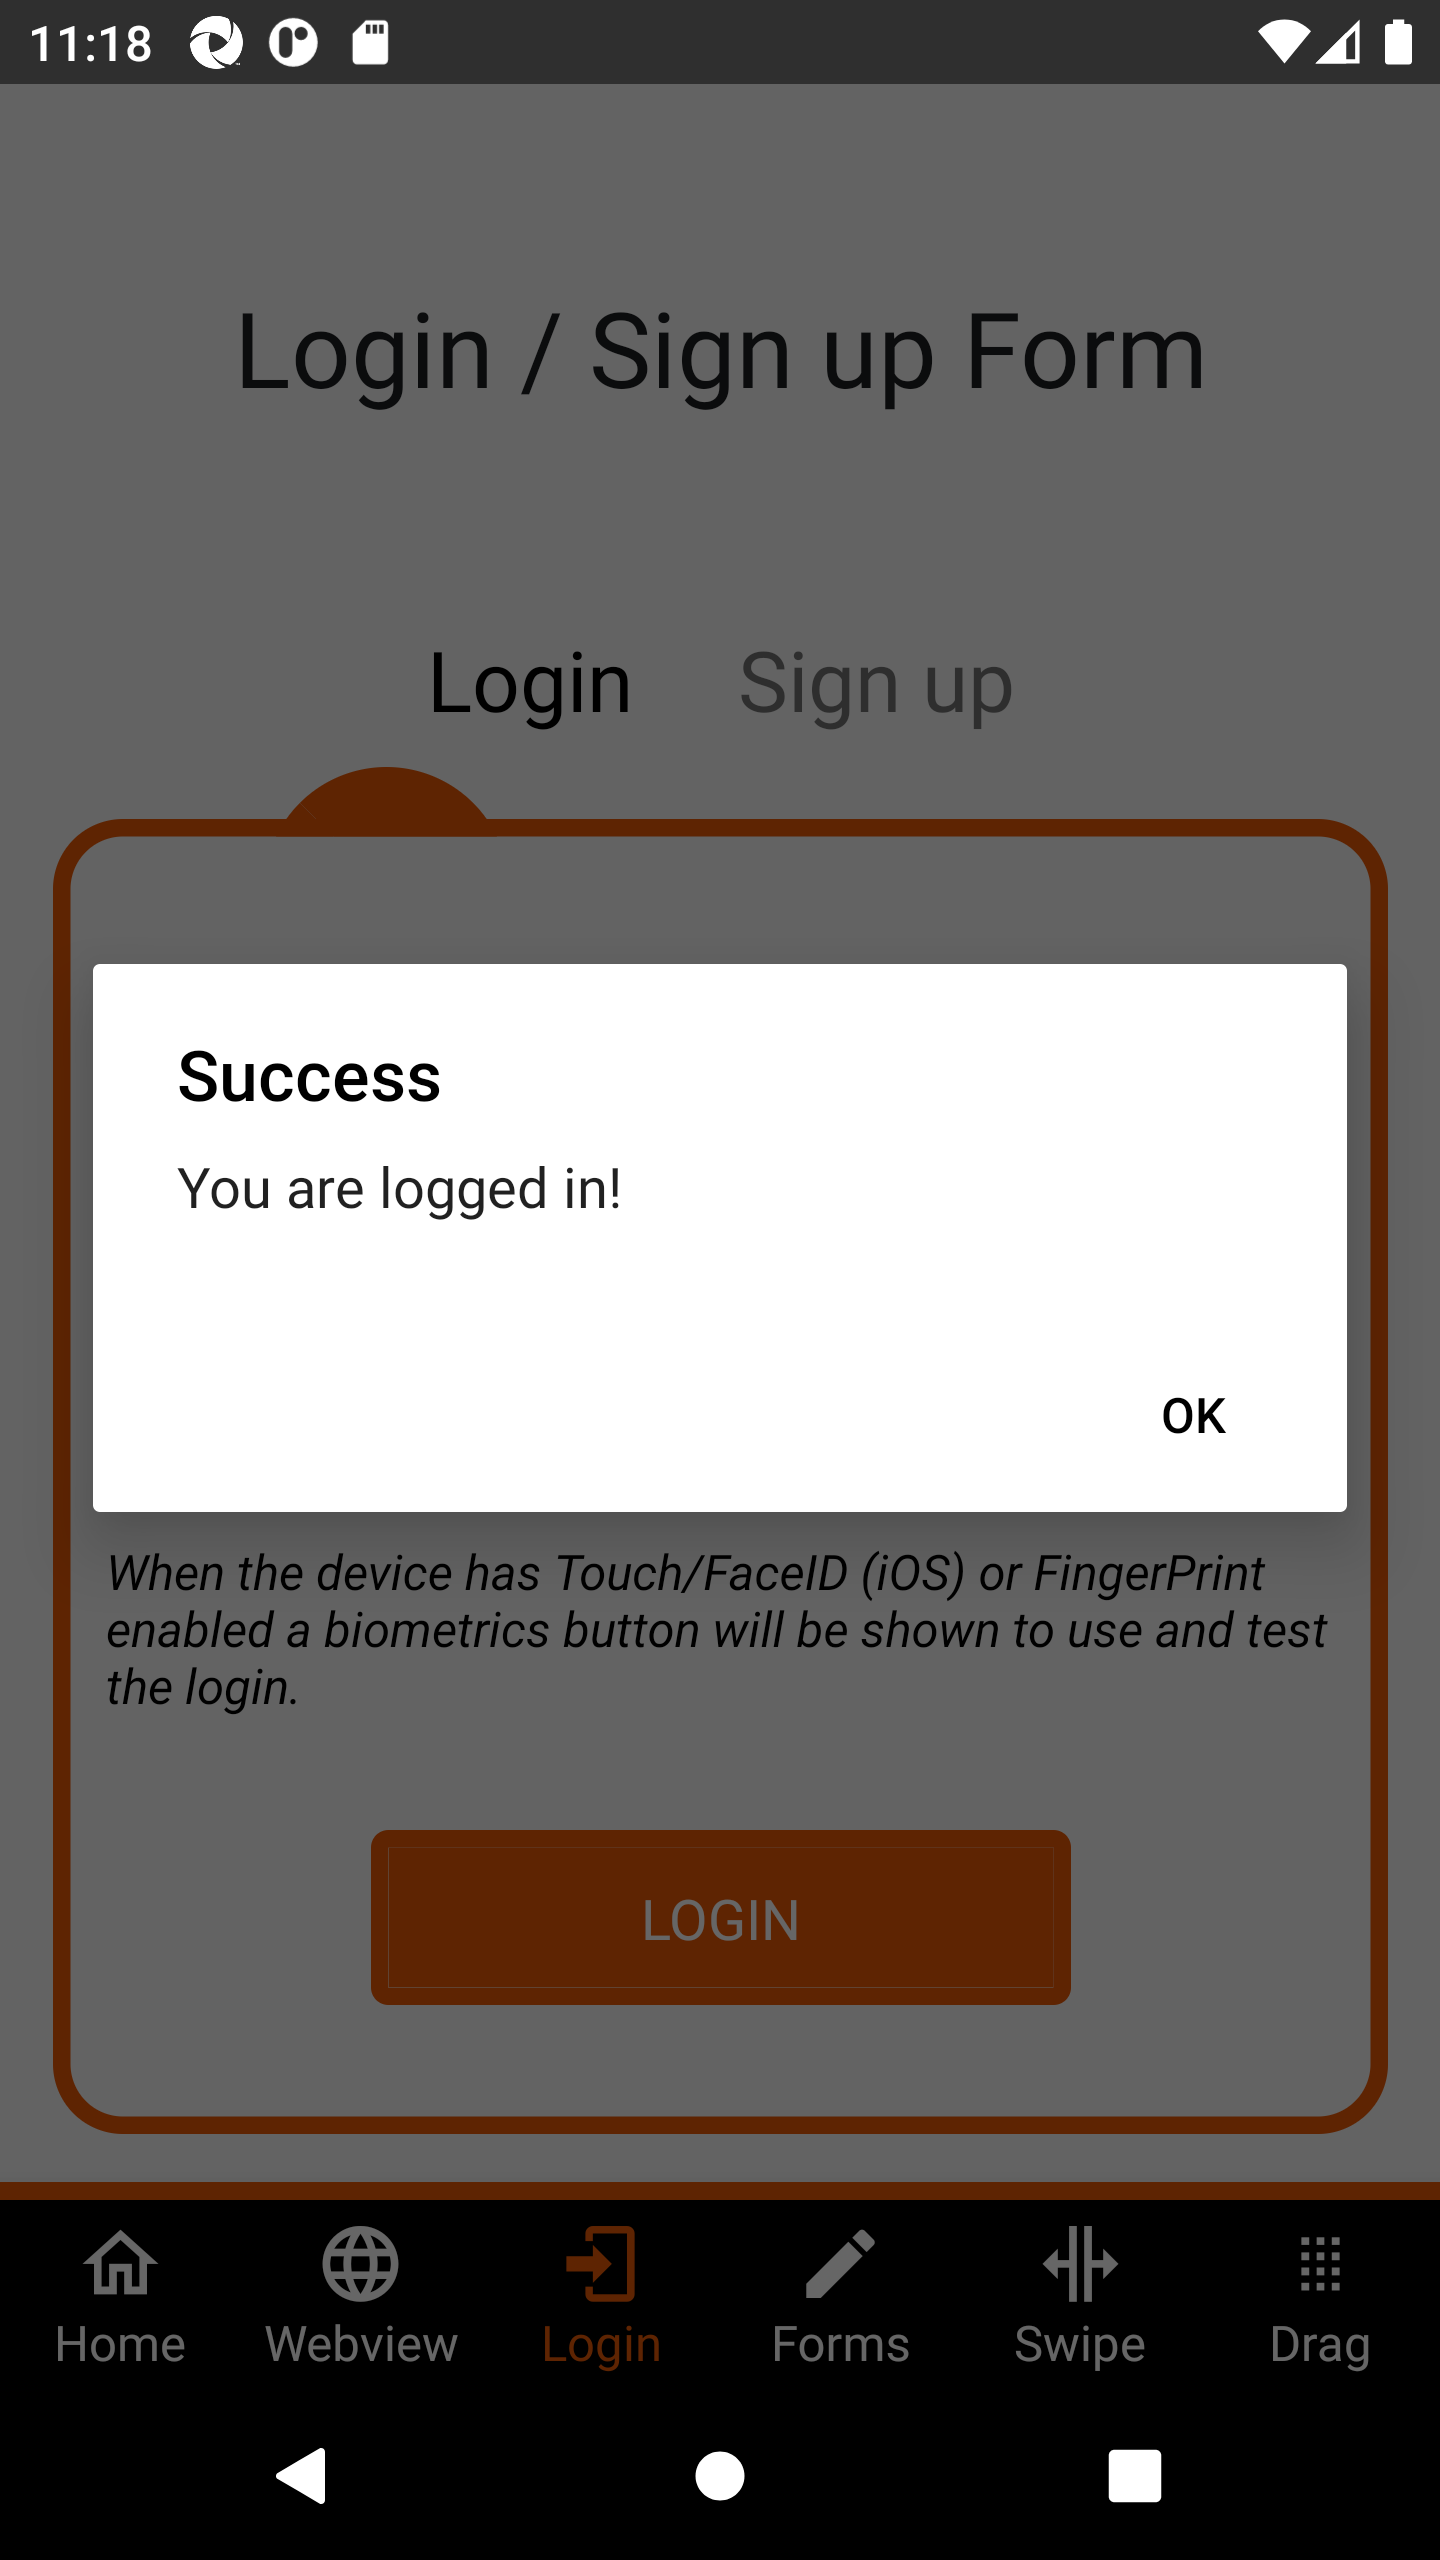 11:18
Login / Sign up Form
Login Sign up
Success
You are logged in!
OK
When the device has Touch/FaceID (iOS) or FingerPrint
enabled a biometrics button will be shown to use and test
the login.
LOGIN
Home Webview Login Forms Swipe Drag